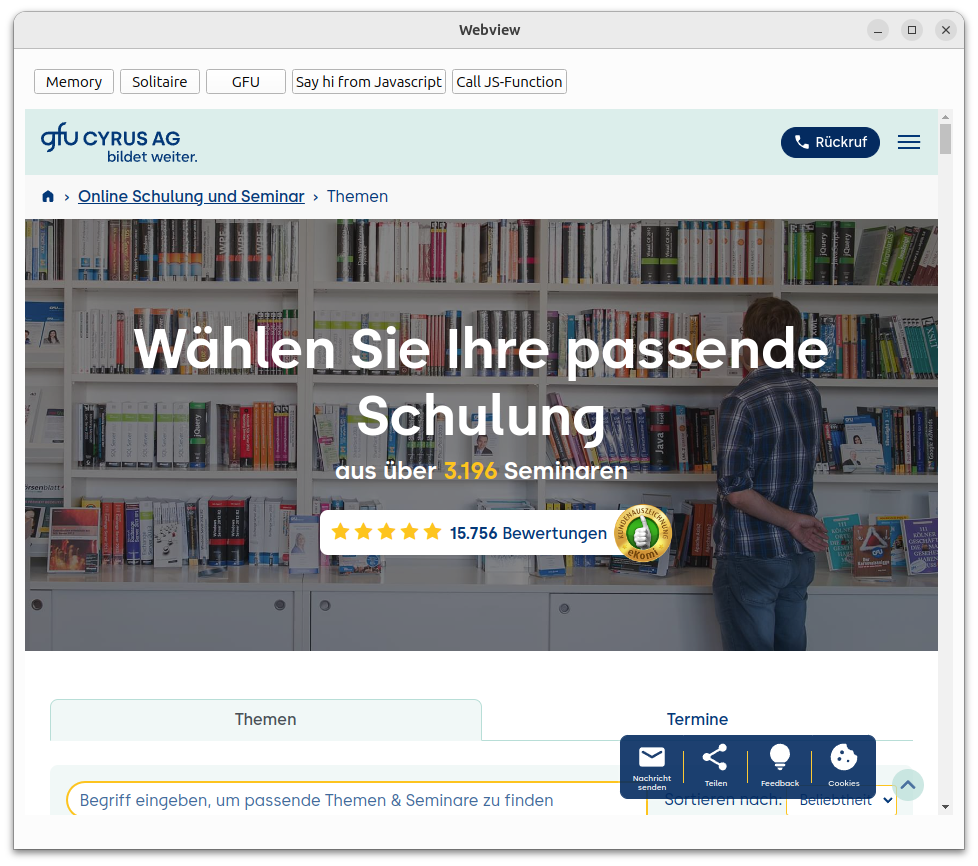 Webview
Memory
Solitaire
GFU
Say hi from Javascript
Call JS-Function
gfu CYRUS AG
bildet weiter.
Rückruf
Online Schulung und Seminar › Themen
Wählen Sie Ihre passende
Schulung
aus über 3.196 Seminaren
15.756 Bewertungen
KUNDENAUSZEICHNUNG
eKomi
Themen
Termine
Nachricht
senden
Teilen
Feedback
Cookies
Begriff eingeben, um passende Themen & Seminare zu finden
Sortieren nach:
Beliebtheit